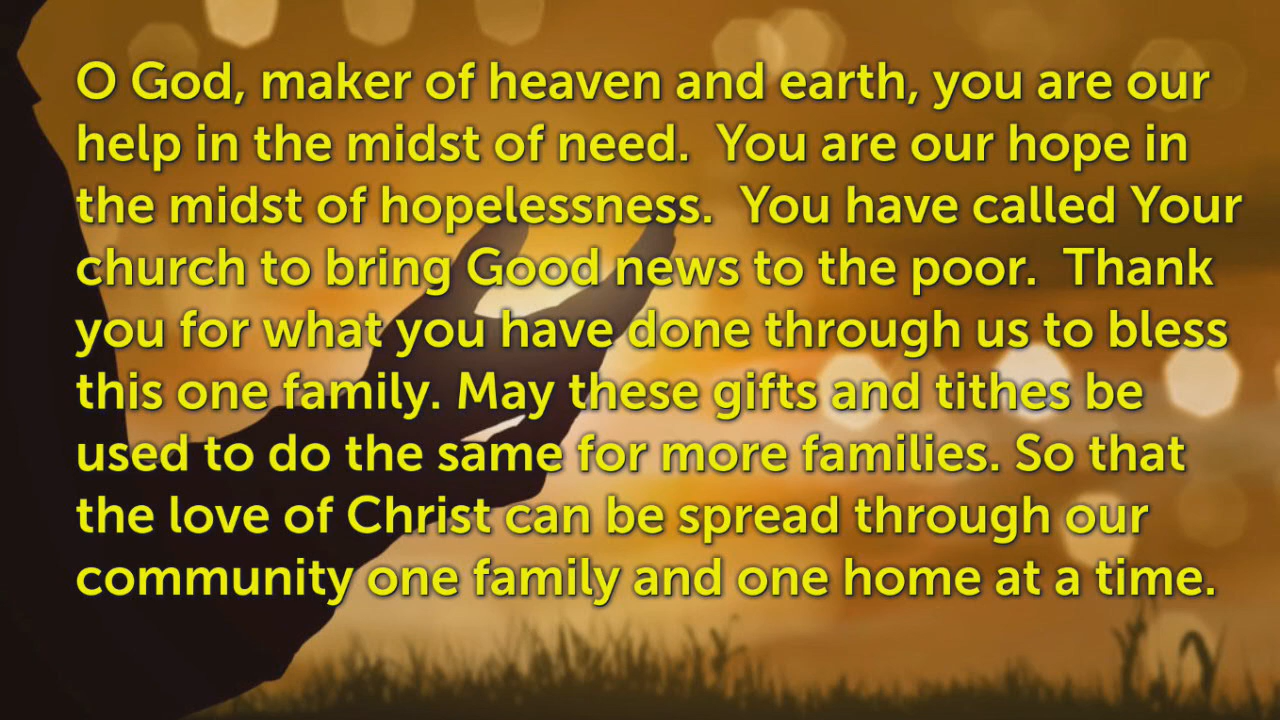 O God, maker of heaven and earth, you are our
help in the midst of need.  You are our hope in
the midst of hopelessness.  You have called Your
church to bring Good news to the poor.  Thank
you for what you have done through us to bless
this one family. May these gifts and tithes be
used to do the same for more families. So that
the love of Christ can be spread through our
community one family and one home at a time.